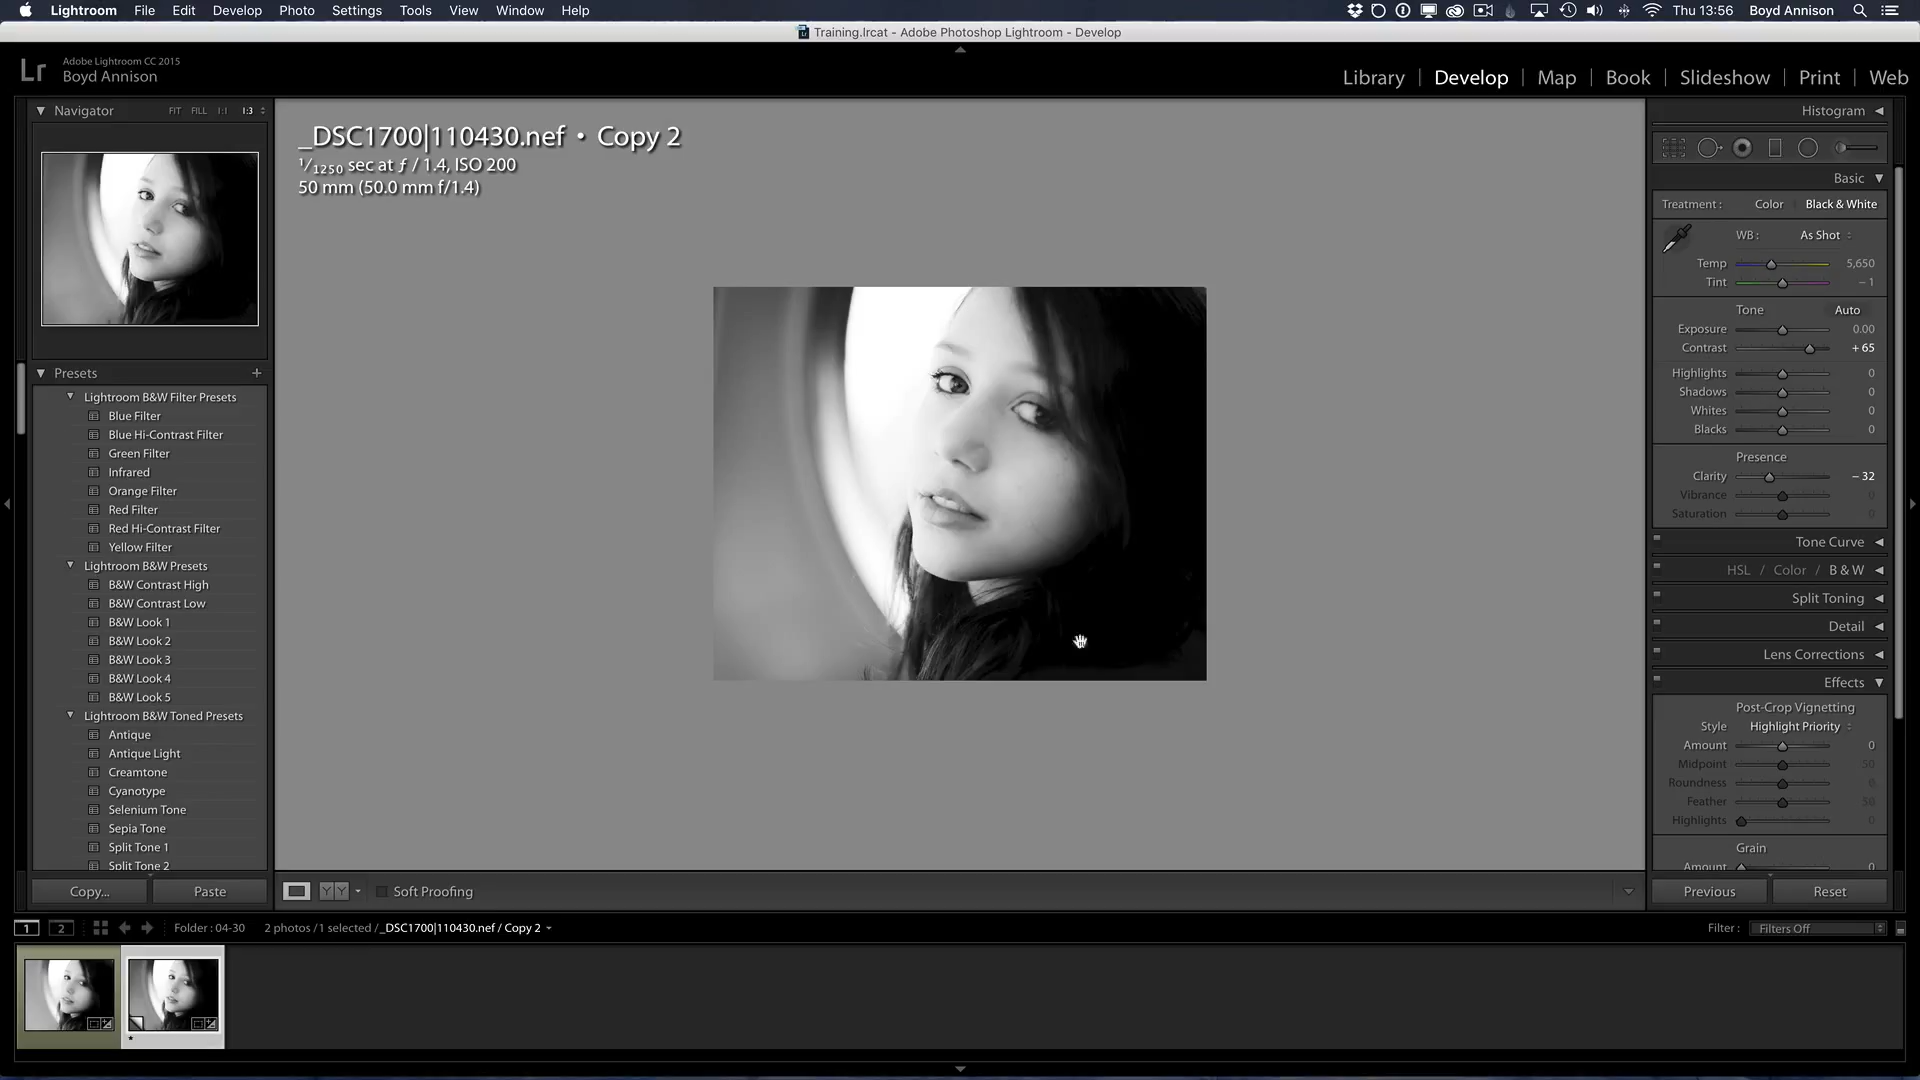 Lightroom File Edit Develop Photo Settings Tools View Window Help Thu 13:56 Boyd Annison
Training.lrcat - Adobe Photoshop Lightroom - Develop
Lr Adobe Lightroom CC 2015
Boyd Annison
Library | Develop | Map | Book | Slideshow | Print | Web
Navigator FIT FILL 1:1 1:3
Presets +
Lightroom B&W Filter Presets
Blue Filter
Blue Hi-Contrast Filter
Green Filter
Infrared
Orange Filter
Red Filter
Red Hi-Contrast Filter
Yellow Filter
Lightroom B&W Presets
B&W Contrast High
B&W Contrast Low
B&W Look 1
B&W Look 2
B&W Look 3
B&W Look 4
B&W Look 5
Lightroom B&W Toned Presets
Antique
Antique Light
Creamtone
Cyanotype
Selenium Tone
Sepia Tone
Split Tone 1
Split Tone 2
Copy... Paste
_DSC1700|110430.nef • Copy 2
1/1250 sec at ƒ / 1.4, ISO 200
50 mm (50.0 mm f/1.4)
YY Soft Proofing
Histogram
Basic
Treatment : Color Black & White
WB : As Shot
Temp 5,650
Tint – 1
Tone Auto
Exposure 0.00
Contrast + 65
Highlights 0
Shadows 0
Whites 0
Blacks 0
Presence
Clarity – 32
Vibrance 0
Saturation 0
Tone Curve
HSL / Color / B & W
Split Toning
Detail
Lens Corrections
Effects
Post-Crop Vignetting
Style Highlight Priority
Amount 0
Midpoint 50
Roundness 0
Feather 50
Highlights 0
Grain
Amount 0
Previous Reset
1 2 Folder : 04-30 2 photos / 1 selected / _DSC1700|110430.nef / Copy 2 Filter : Filters Off